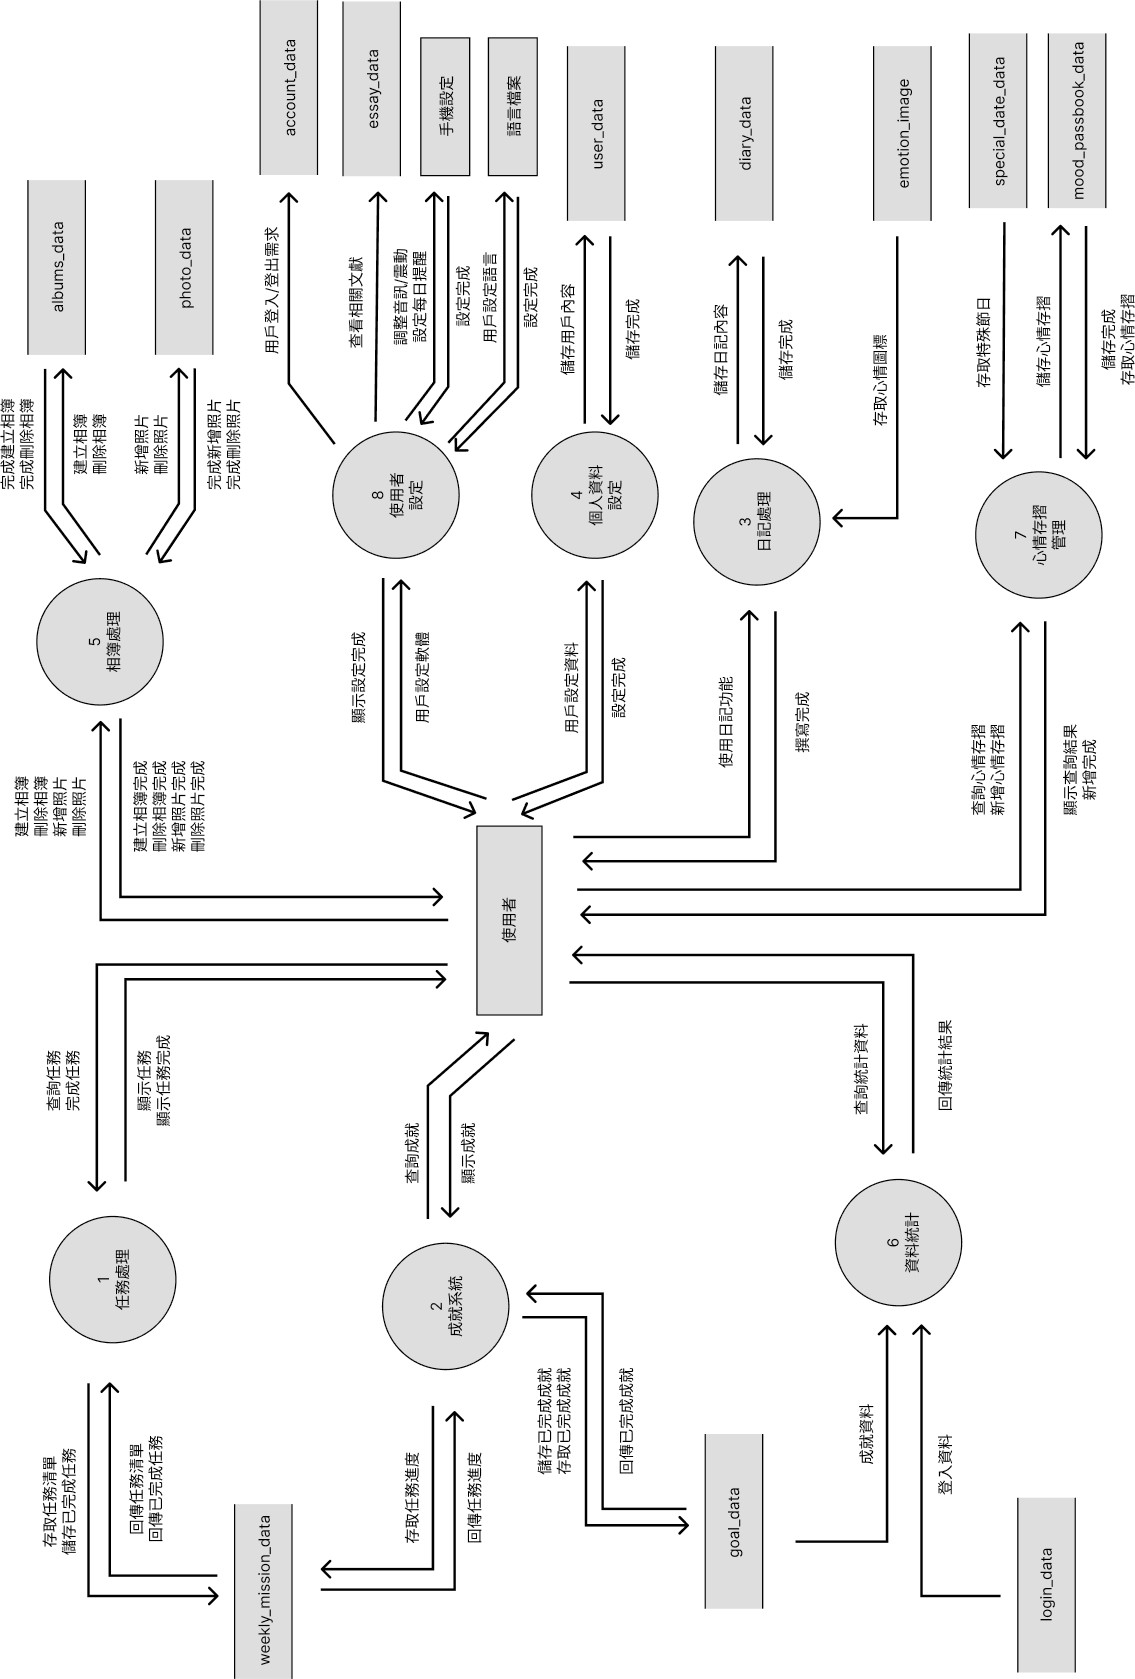 account_data
essay_data
手機設定
語言檔案
user_data
diary_data
emotion_image
special_date_data
mood_passbook_data
albums_data
photo_data
用戶登入/登出需求
查看相關文獻
調整音訊/震動
設定每日提醒
設定完成
用戶設定語言
設定完成
儲存用戶內容
儲存完成
儲存日記內容
儲存完成
存取心情圖標
存取特殊節日
儲存心情存摺
儲存完成
存取心情存摺
完成建立相簿
完成刪除相簿
建立相簿
刪除相簿
新增照片
刪除照片
完成新增照片
完成刪除照片
8
使用者
設定
4
個人資料
設定
3
日記處理
7
心情存摺
管理
5
相簿處理
顯示設定完成
用戶設定軟體
用戶設定資料
設定完成
使用日記功能
撰寫完成
查詢心情存摺
新增心情存摺
顯示查詢結果
新增完成
建立相簿
刪除相簿
新增照片
刪除照片
建立相簿完成
刪除相簿完成
新增照片完成
刪除照片完成
使用者
查詢任務
完成任務
顯示任務
顯示任務完成
查詢成就
顯示成就
查詢統計資料
回傳統計結果
1
任務處理
2
成就系統
6
資料統計
存取任務清單
儲存已完成任務
回傳任務清單
回傳已完成任務
存取任務進度
回傳任務進度
儲存已完成成就
存取已完成成就
回傳已完成成就
成就資料
登入資料
weekly_mission_data
goal_data
login_data